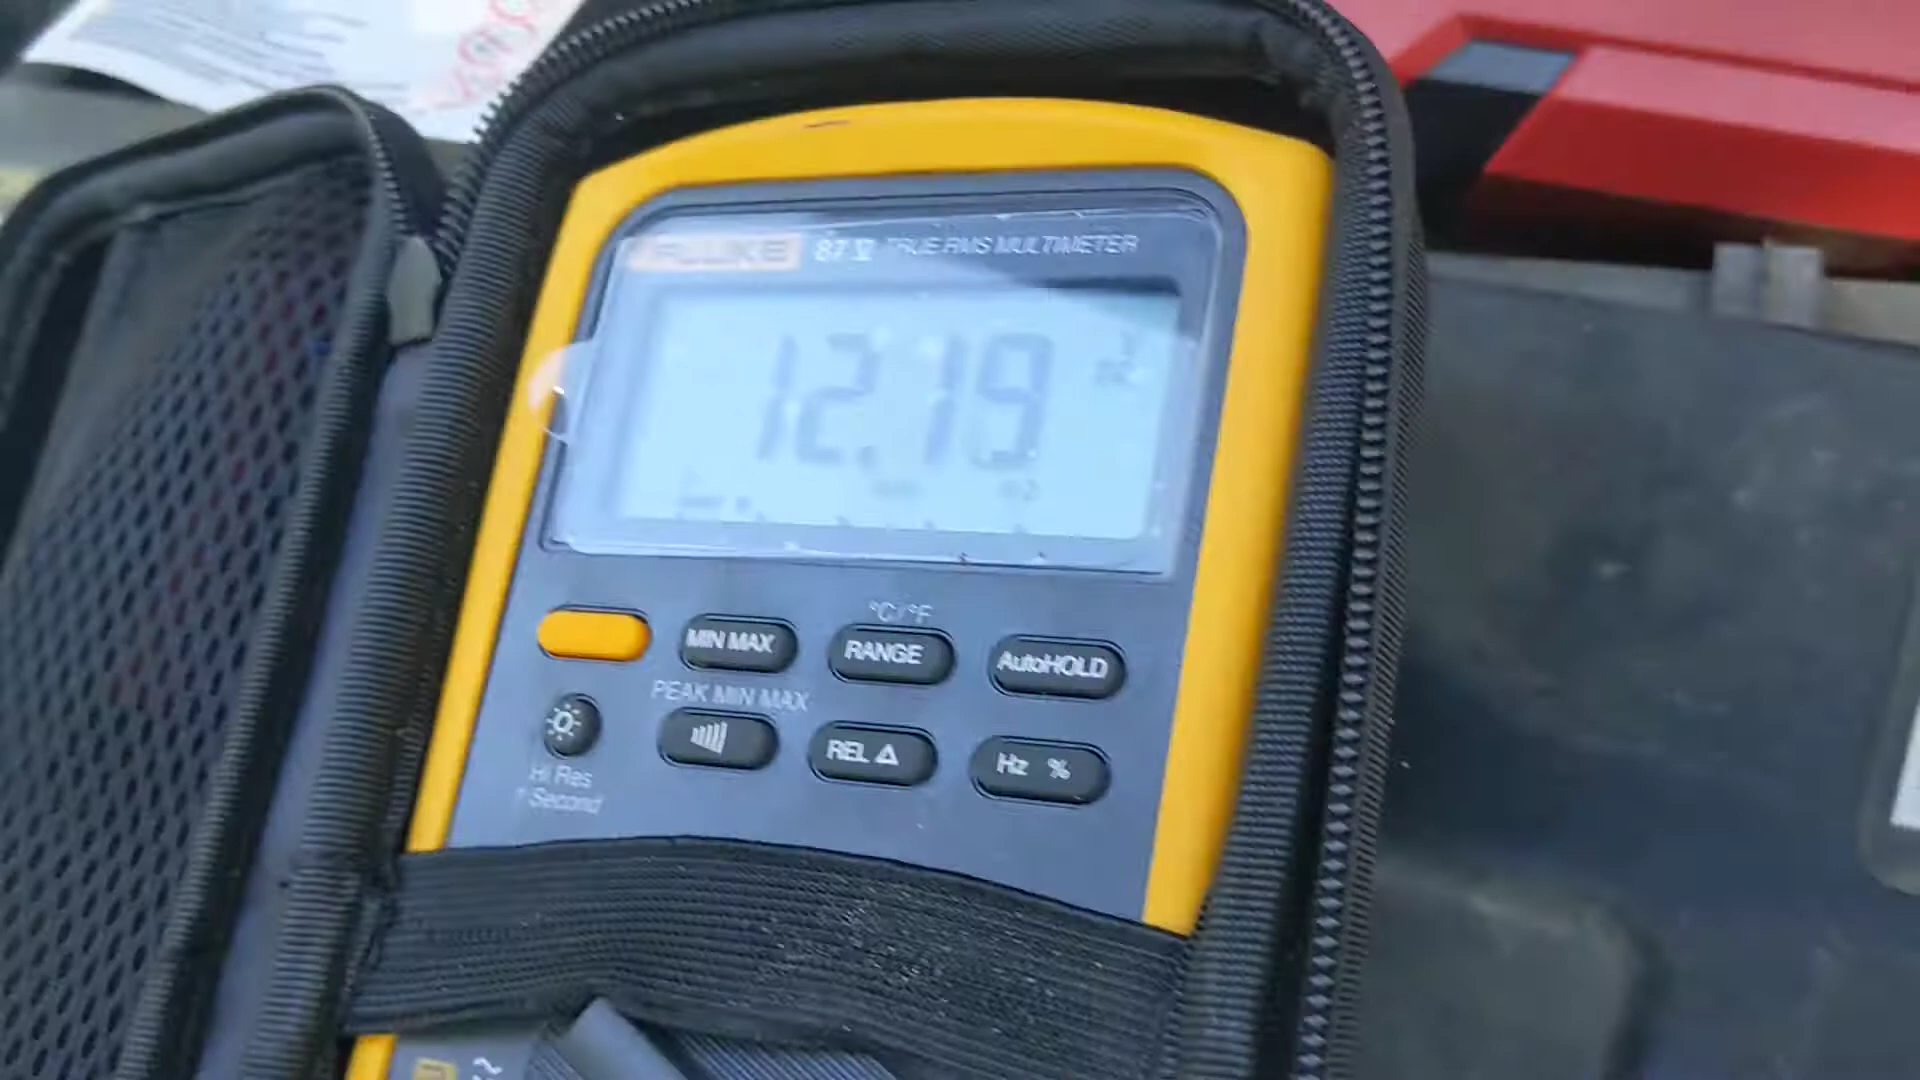 FLUKE 87 V TRUE RMS MULTIMETER
12.19
V
DC
°C/°F
MIN MAX RANGE AutoHOLD
PEAK MIN MAX
REL Δ Hz %
Hi Res
1 Second